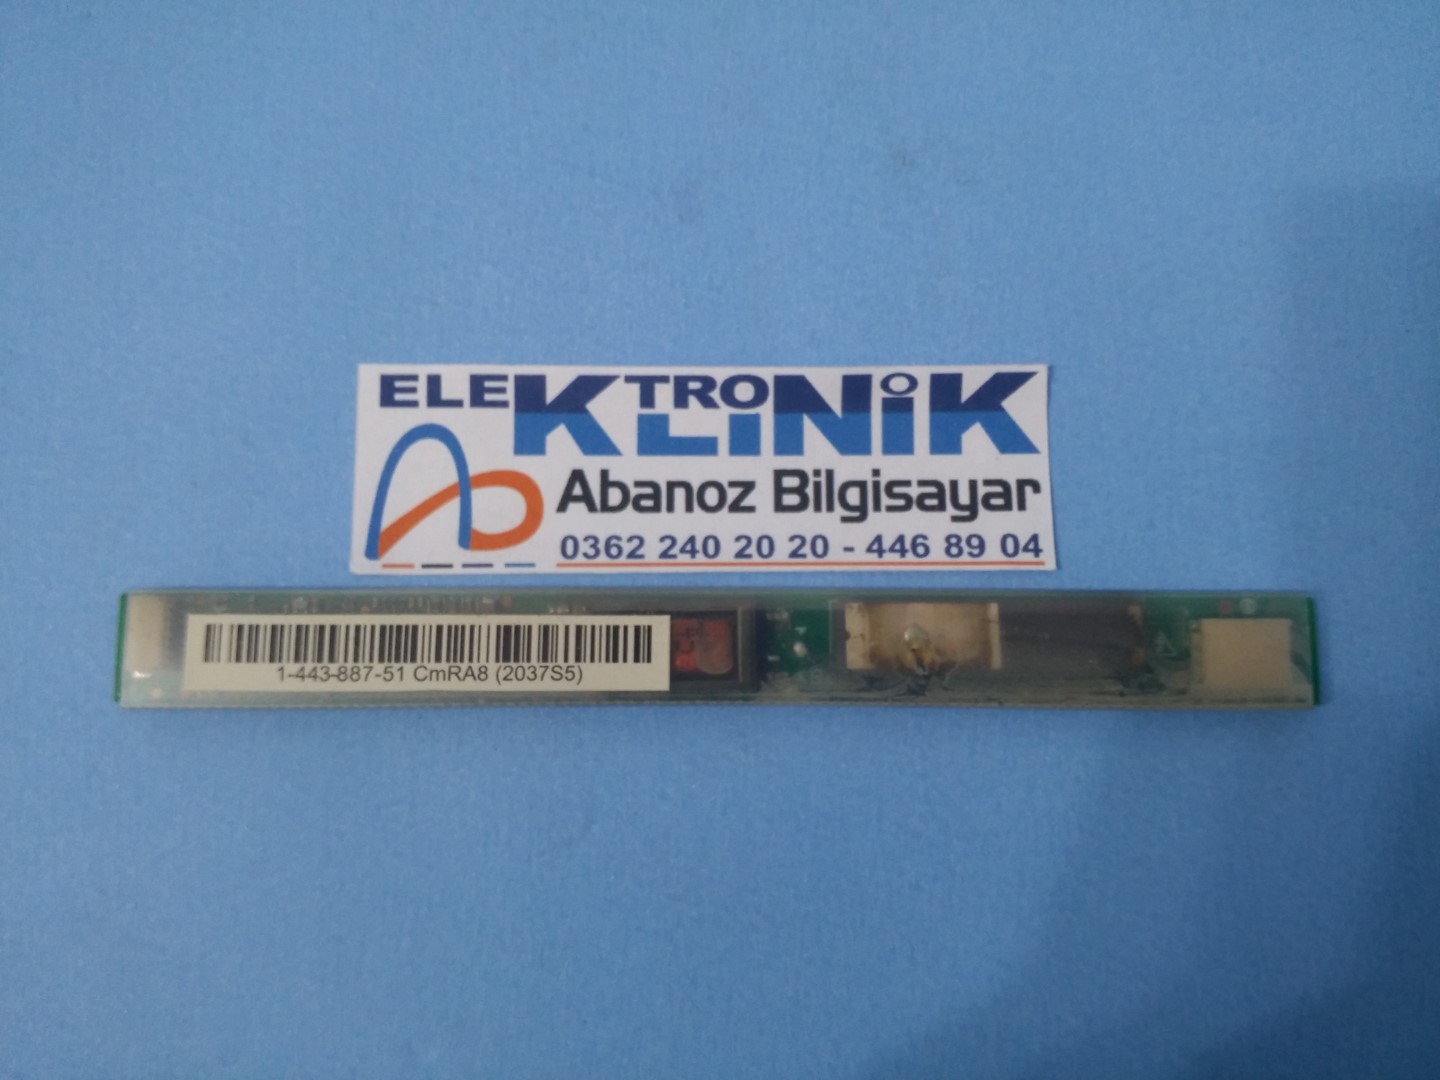 ELEKTRONiK
KLiNiK
Abanoz Bilgisayar
0362 240 20 20 - 446 89 04
1-443-887-51 CmRA8 (2037S5)